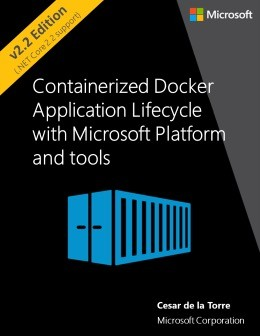 Microsoft
v2.2 Edition
(.NET Core 2.2 support)
Containerized Docker
Application Lifecycle
with Microsoft Platform
and tools
Cesar de la Torre
Microsoft Corporation